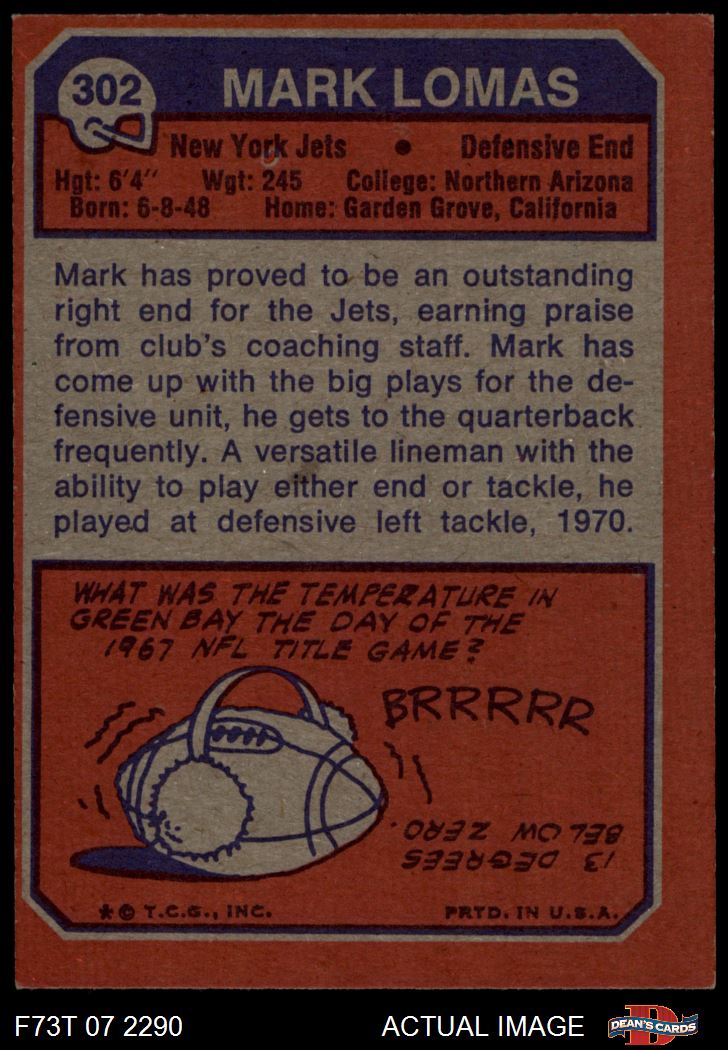 302
MARK LOMAS
New York Jets • Defensive End
Hgt: 6'4" Wgt: 245 College: Northern Arizona
Born: 6-8-48 Home: Garden Grove, California
Mark has proved to be an outstanding
right end for the Jets, earning praise
from club's coaching staff. Mark has
come up with the big plays for the de-
fensive unit, he gets to the quarterback
frequently. A versatile lineman with the
ability to play either end or tackle, he
played at defensive left tackle, 1970.
WHAT WAS THE TEMPERATURE IN
GREEN BAY THE DAY OF THE
1967 NFL TITLE GAME?
BRRRRR
13 DEGREES
BELOW ZERO.
* © T.C.G., INC. PRTD. IN U.S.A.
F73T 07 2290 ACTUAL IMAGE DEAN'S CARDS